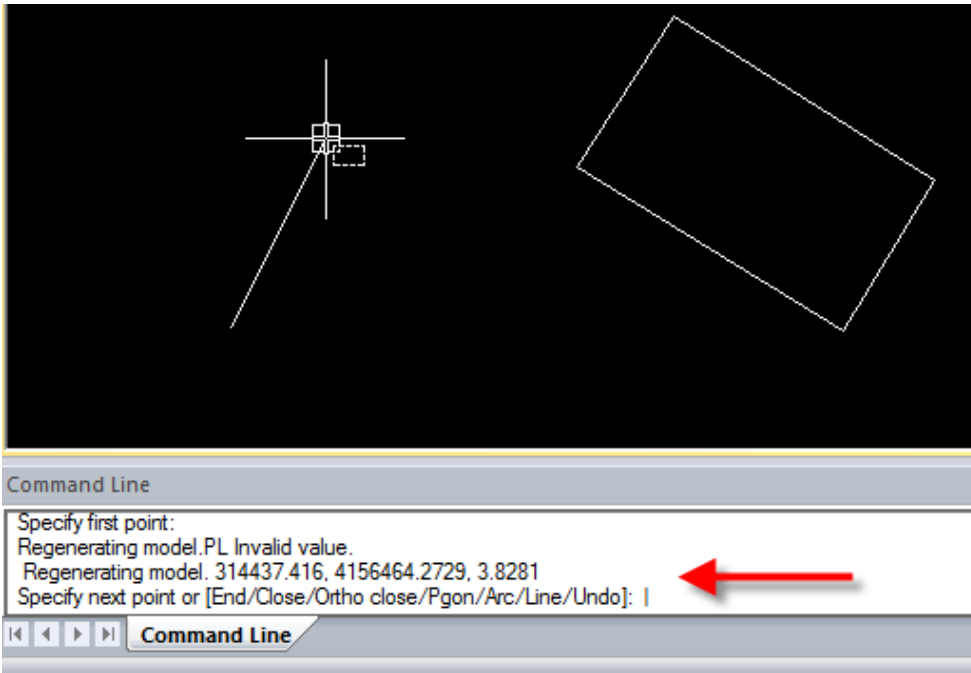 Command Line
Specify first point:
Regenerating model.PL Invalid value.
Regenerating model. 314437.416, 4156464.2729, 3.8281
Specify next point or [End/Close/Ortho close/Pgon/Arc/Line/Undo]:
Command Line